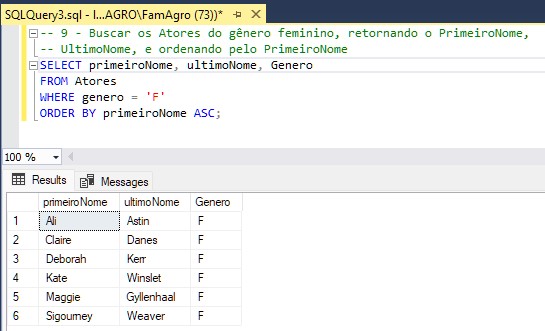 SQLQuery3.sql - l...AGRO\FamAgro (73))*
-- 9 - Buscar os Atores do gênero feminino, retornando o PrimeiroNome,
-- UltimoNome, e ordenando pelo PrimeiroNome
SELECT primeiroNome, ultimoNome, Genero
FROM Atores
WHERE genero = 'F'
ORDER BY primeiroNome ASC;
100 %
Results Messages
primeiroNome ultimoNome Genero
1 Ali Astin F
2 Claire Danes F
3 Deborah Kerr F
4 Kate Winslet F
5 Maggie Gyllenhaal F
6 Sigourney Weaver F